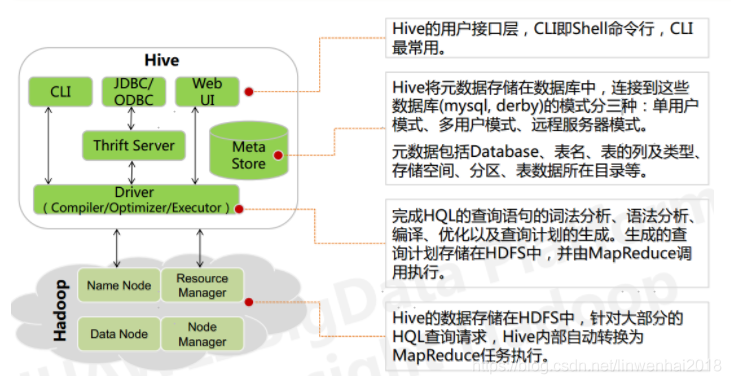 Hive
CLI
JDBC/
ODBC
Web
UI
Thrift Server
Meta
Store
Driver
( Compiler/Optimizer/Executor )
Hadoop
Name Node
Resource
Manager
Data Node
Node
Manager
Hive的用户接口层，CLI即Shell命令行，CLI
最常用。
Hive将元数据存储在数据库中，连接到这些
数据库(mysql, derby)的模式分三种：单用户
模式、多用户模式、远程服务器模式。
元数据包括Database、表名、表的列及类型、
存储空间、分区、表数据所在目录等。
完成HQL的查询语句的词法分析、语法分析、
编译、优化以及查询计划的生成。生成的查
询计划存储在HDFS中，并由MapReduce调
用执行。
Hive的数据存储在HDFS中，针对大部分的
HQL查询请求，Hive内部自动转换为
MapReduce任务执行。
https://blog.csdn.net/linwenhai2018